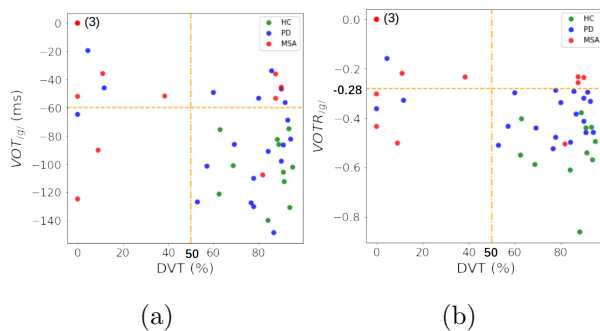 (3)
HC
PD
MSA
0
−20
−40
−60
−80
−100
−120
−140
VOT/g/ (ms)
0 20 40 50 60 80
DVT (%)
(a)
(3)
HC
PD
MSA
0.0
−0.2
-0.28
−0.4
−0.6
−0.8
VOTR/g/
0 20 40 50 60 80
DVT (%)
(b)